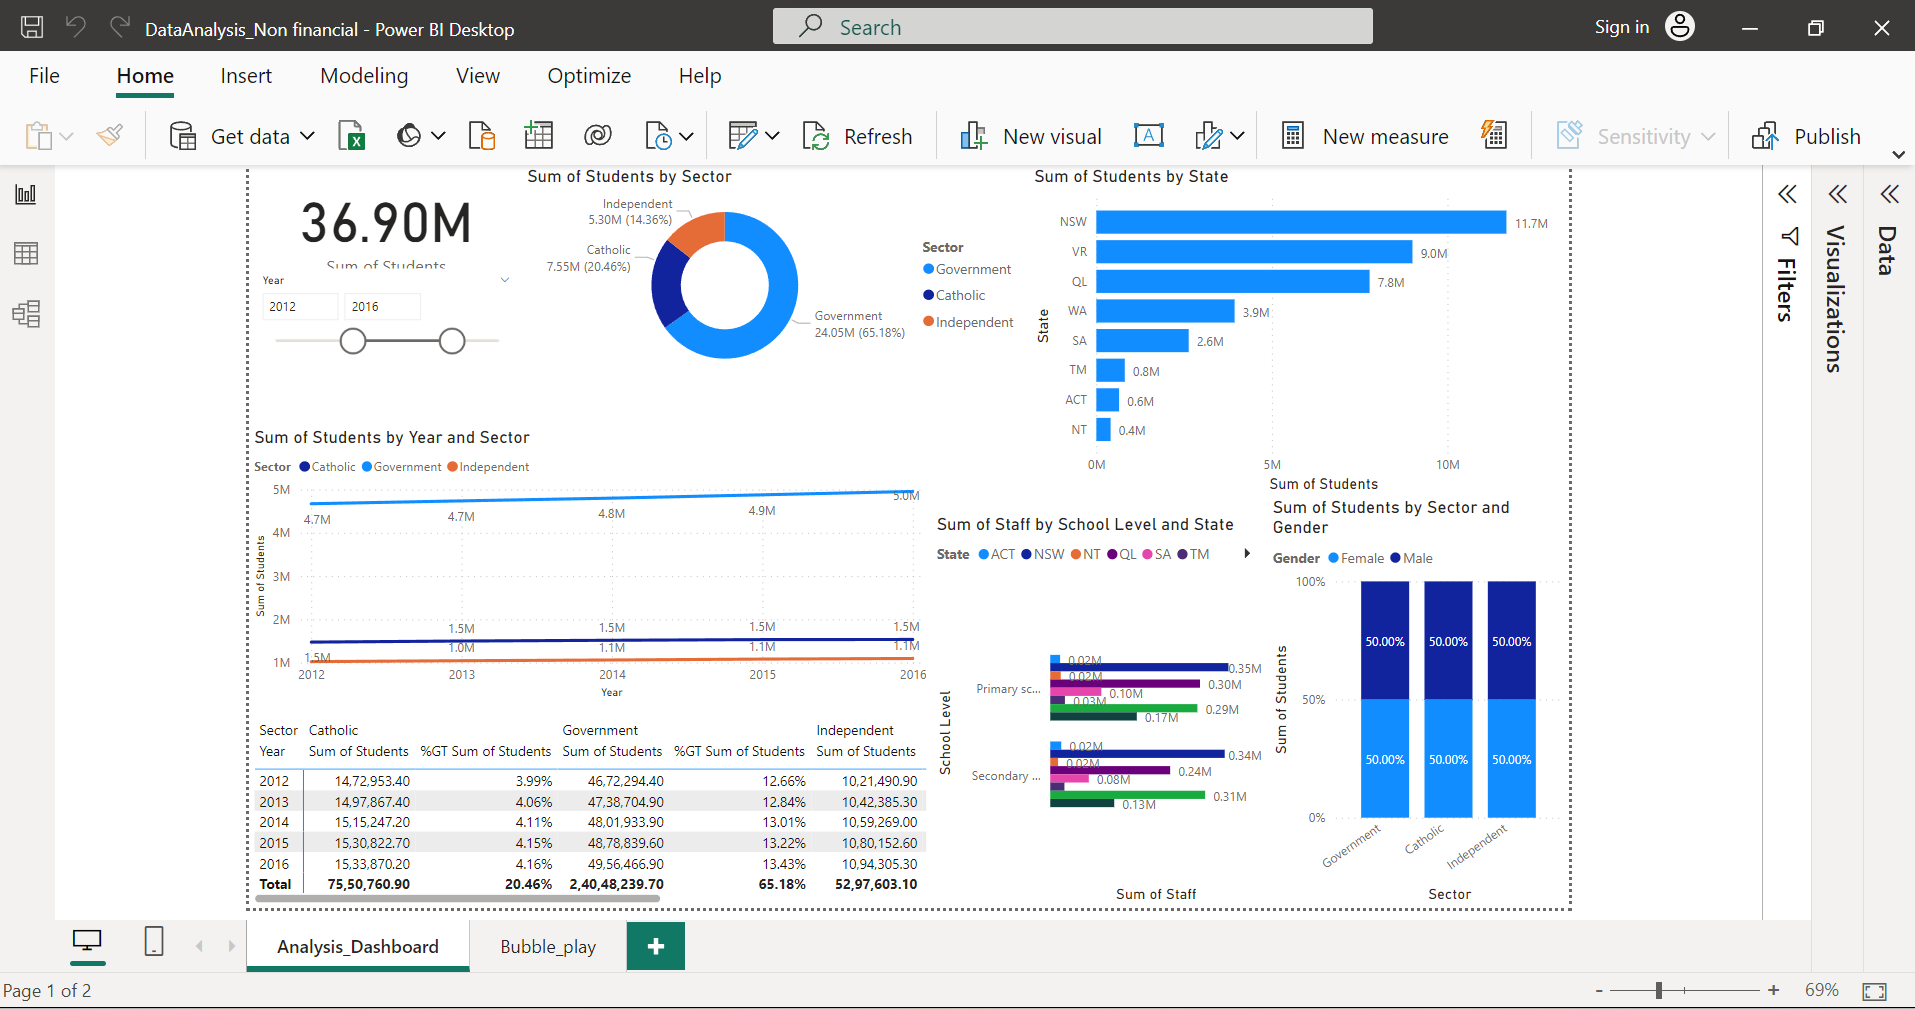 DataAnalysis_Non financial - Power BI Desktop
Search
Sign in
File Home Insert Modeling View Optimize Help
Get data
Refresh
New visual
A
New measure
Sensitivity
Publish
36.90M
Sum of Students
Year
2012 2016
Sum of Students by Sector
Independent
5.30M (14.36%)
Catholic
7.55M (20.46%)
Government
24.05M (65.18%)
Sector
Government
Catholic
Independent
Sum of Students by State
State
NSW 11.7M
VR 9.0M
QL 7.8M
WA 3.9M
SA 2.6M
TM 0.8M
ACT 0.6M
NT 0.4M
0M 5M 10M
Sum of Students
Filters
Visualizations
Data
Sum of Students by Year and Sector
Sector Catholic Government Independent
Sum of Students
5M
4M
3M
2M
1M
4.7M 4.7M 4.8M 4.9M 5.0M
1.5M 1.5M 1.5M 1.5M 1.5M
1.0M 1.1M 1.1M 1.1M
2012 2013 2014 2015 2016
Year
Sector Catholic Government Independent
Year Sum of Students %GT Sum of Students Sum of Students %GT Sum of Students Sum of Students
2012 14,72,953.40 3.99% 46,72,294.40 12.66% 10,21,490.90
2013 14,97,867.40 4.06% 47,38,704.90 12.84% 10,42,385.30
2014 15,15,247.20 4.11% 48,01,933.90 13.01% 10,59,269.00
2015 15,30,822.70 4.15% 48,78,839.60 13.22% 10,80,152.60
2016 15,33,870.20 4.16% 49,56,466.90 13.43% 10,94,305.30
Total 75,50,760.90 20.46% 2,40,48,239.70 65.18% 52,97,603.10
Sum of Staff by School Level and State
State ACT NSW NT QL SA TM
School Level
Primary sc...
0.02M
0.35M
0.02M
0.30M
0.10M
0.03M
0.29M
0.17M
Secondary ...
0.02M
0.34M
0.02M
0.24M
0.08M
0.31M
0.13M
Sum of Staff
Sum of Students by Sector and
Gender
Gender Female Male
Sum of Students
100%
50%
0%
50.00% 50.00% 50.00%
50.00% 50.00% 50.00%
Government Catholic Independent
Sector
Analysis_Dashboard Bubble_play +
Page 1 of 2
- + 69%